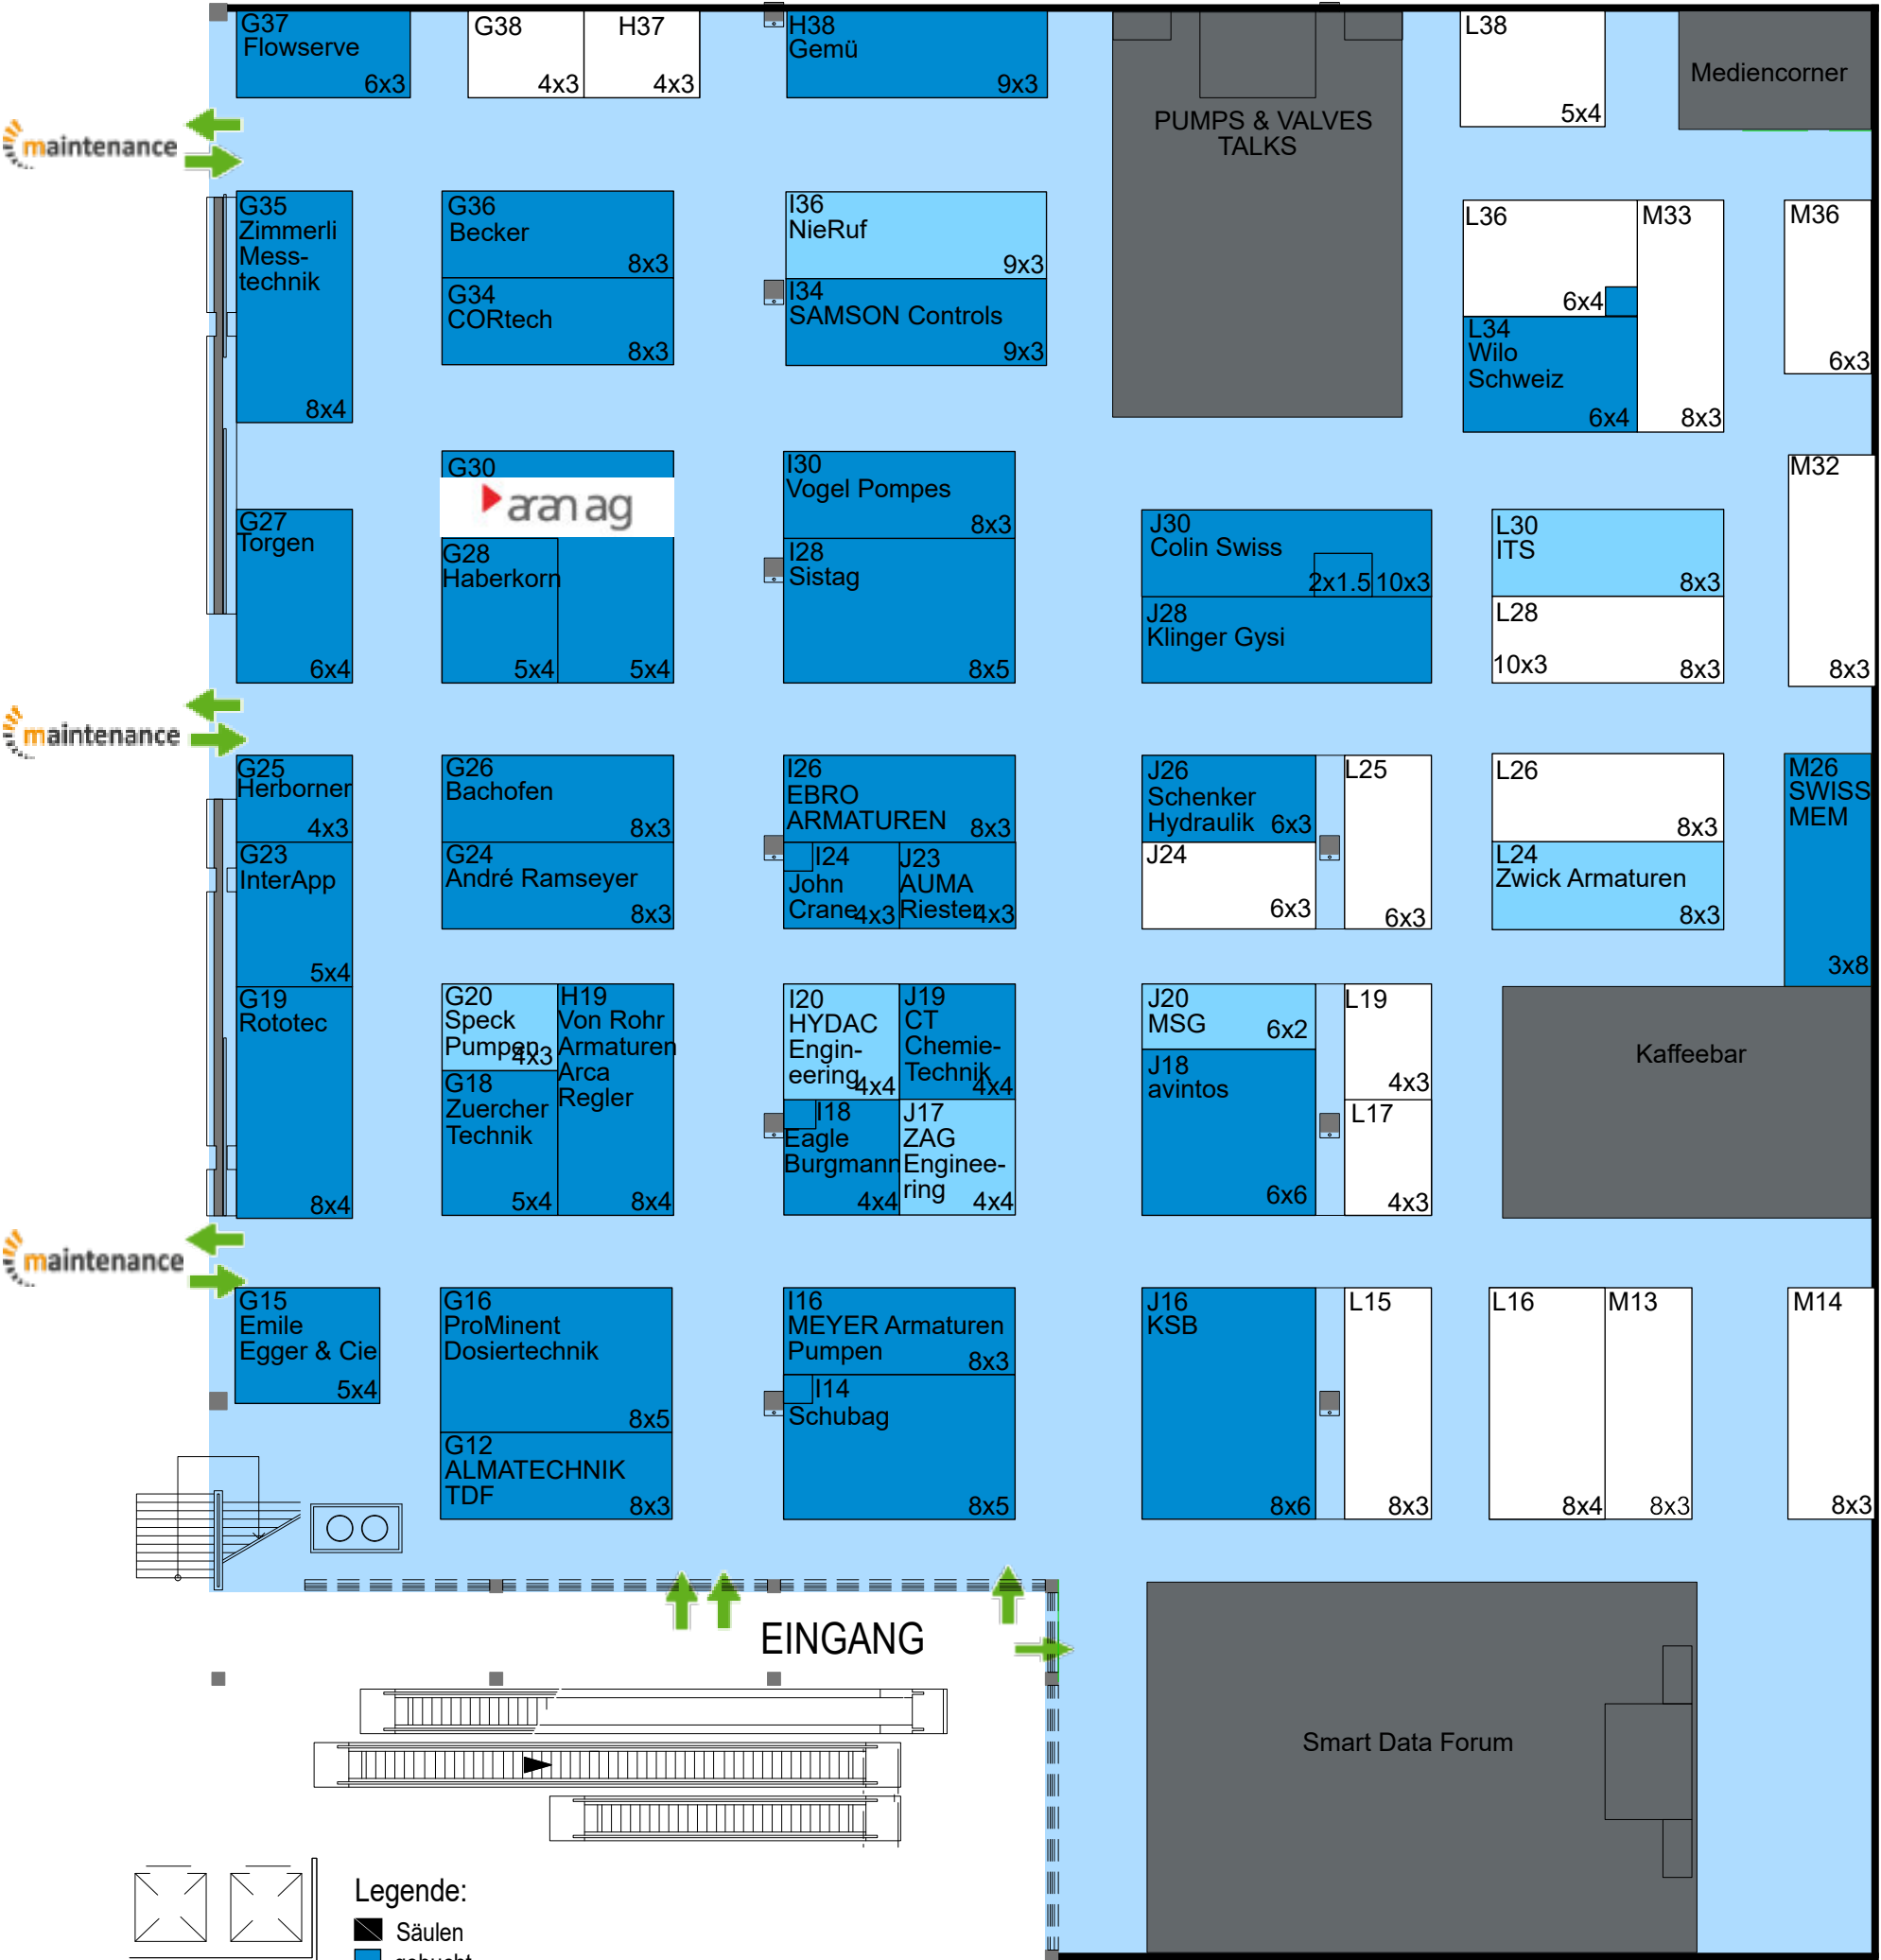 G37
Flowserve
6x3
G38
4x3
H37
4x3
H38
Gemü
9x3
PUMPS & VALVES
TALKS
L38
5x4
Mediencorner
maintenance
G35
Zimmerli
Mess-
technik
8x4
G36
Becker
8x3
G34
CORtech
8x3
I36
NieRuf
9x3
I34
SAMSON Controls
9x3
L36
6x4
M33
8x3
L34
Wilo
Schweiz
6x4
M36
6x3
G27
Torgen
6x4
G30
aran ag
G28
Haberkorn
5x4
5x4
I30
Vogel Pompes
8x3
I28
Sistag
8x5
J30
Colin Swiss
2x1.5
10x3
J28
Klinger Gysi
L30
ITS
8x3
L28
10x3
8x3
M32
8x3
maintenance
G25
Herborner
4x3
G23
InterApp
5x4
G19
Rototec
8x4
G26
Bachofen
8x3
G24
André Ramseyer
8x3
I26
EBRO
ARMATUREN
8x3
I24
John
Crane
4x3
J23
AUMA
Riester
4x3
J26
Schenker
Hydraulik
6x3
J24
6x3
L25
6x3
L26
8x3
L24
Zwick Armaturen
8x3
M26
SWISS
MEM
3x8
G20
Speck
Pumpen
4x3
H19
Von Rohr
Armaturen
Arca
Regler
8x4
G18
Zuercher
Technik
5x4
I20
HYDAC
Engin-
eering
4x4
J19
CT
Chemie-
Technik
4x4
I18
Eagle
Burgmann
4x4
J17
ZAG
Enginee-
ring
4x4
J20
MSG
6x2
J18
avintos
6x6
L19
4x3
L17
4x3
Kaffeebar
maintenance
G15
Emile
Egger & Cie
5x4
G16
ProMinent
Dosiertechnik
8x5
G12
ALMATECHNIK
TDF
8x3
I16
MEYER Armaturen
Pumpen
8x3
I14
Schubag
8x5
J16
KSB
8x6
L15
8x3
L16
8x4
M13
8x3
M14
8x3
EINGANG
Smart Data Forum
Legende:
Säulen
gebucht